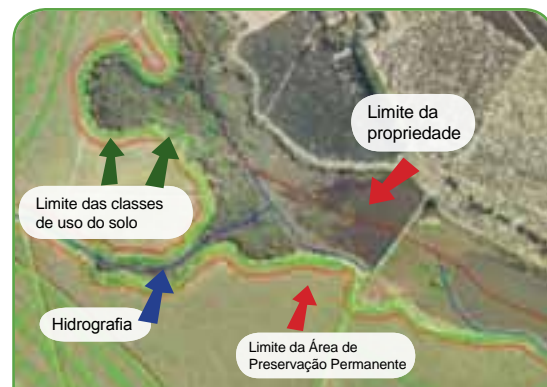 Limite da
propriedade
Limite das classes
de uso do solo
Hidrografia
Limite da Área de
Preservação Permanente